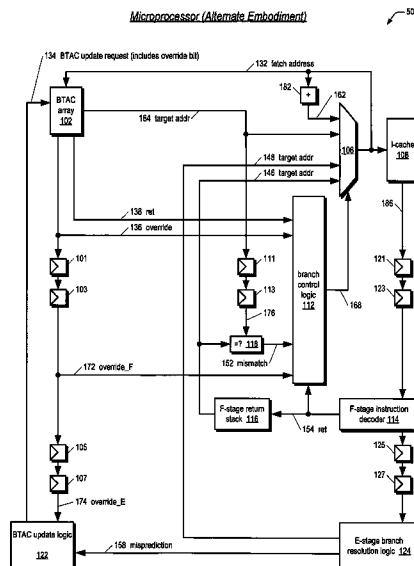 Microprocessor (Alternate Embodiment)
50
134 BTAC update request (includes override bit)
132 fetch address
BTAC
array
102
+
182
162
164 target addr
106
I-cache
108
148 target addr
146 target addr
186
138 ret
136 override
101
103
111
113
176
branch
control
logic
112
168
121
123
=? 118
152 mismatch
172 override_F
F-stage return
stack 116
154 ret
F-stage instruction
decoder 114
105
107
174 override_E
125
127
BTAC update logic
122
158 misprediction
E-stage branch
resolution logic 124